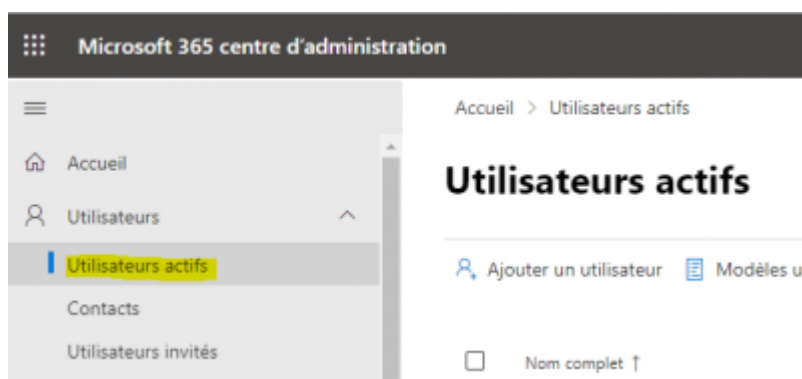 Microsoft 365 centre d'administration
Accueil > Utilisateurs actifs
Accueil
Utilisateurs actifs
Utilisateurs
Utilisateurs actifs
Ajouter un utilisateur
Modèles u
Contacts
Utilisateurs invités
Nom complet ↑